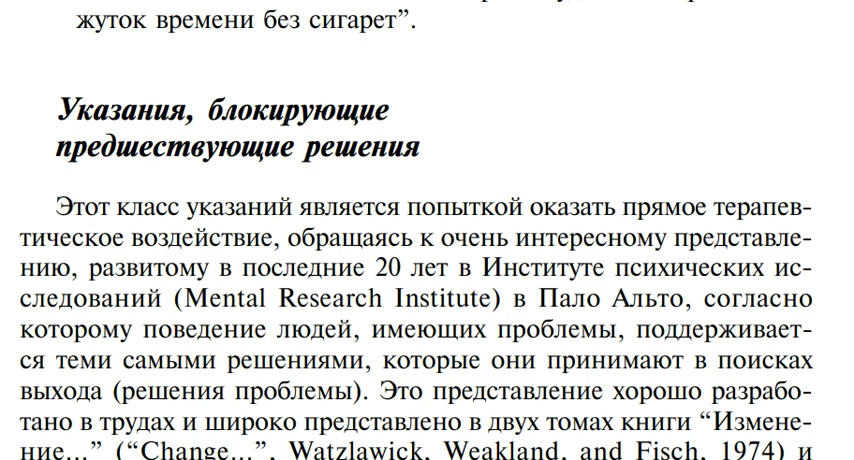 жуток времени без сигарет”.
Указания, блокирующие
предшествующие решения
Этот класс указаний является попыткой оказать прямое терапев-
тическое воздействие, обращаясь к очень интересному представле-
нию, развитому в последние 20 лет в Институте психических ис-
следований (Mental Research Institute) в Пало Альто, согласно
которому поведение людей, имеющих проблемы, поддерживает-
ся теми самыми решениями, которые они принимают в поисках
выхода (решения проблемы). Это представление хорошо разрабо-
тано в трудах и широко представлено в двух томах книги “Измене-
ние...” (“Change...”, Watzlawick, Weakland, and Fisch, 1974) и